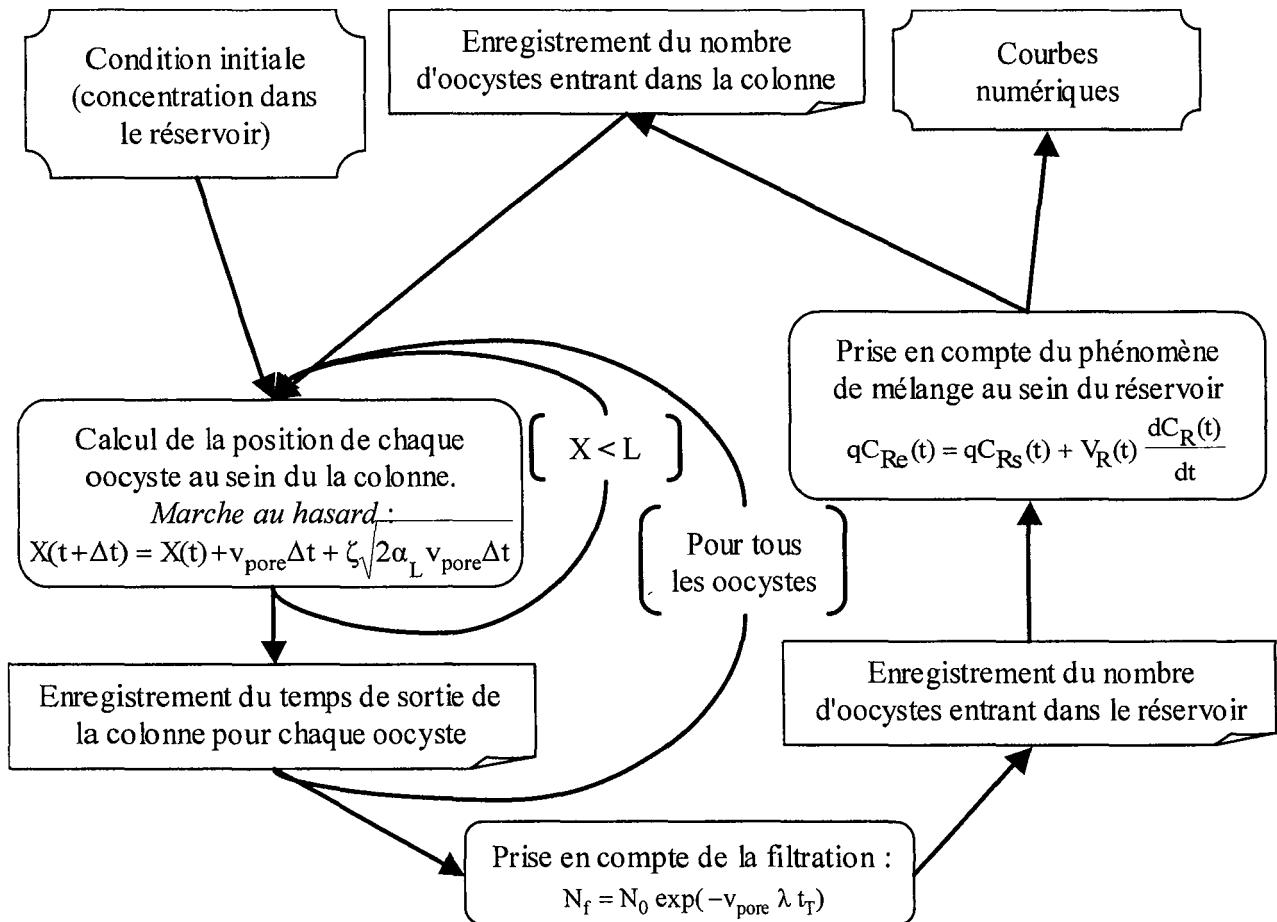 Condition initiale
(concentration dans
le réservoir)
Enregistrement du nombre
d'oocystes entrant dans la colonne
Courbes
numériques
Calcul de la position de chaque
oocyste au sein du la colonne.
Marche au hasard :
X(t+Δt) = X(t)+v_pore Δt + ζ√(2α_L v_pore Δt)
X < L
Pour tous
les oocystes
Prise en compte du phénomène
de mélange au sein du réservoir
qC_Re(t) = qC_Rs(t) + V_R(t) dC_R(t)/dt
Enregistrement du temps de sortie de
la colonne pour chaque oocyste
Enregistrement du nombre
d'oocystes entrant dans le réservoir
Prise en compte de la filtration :
N_f = N_0 exp(−v_pore λ t_T)